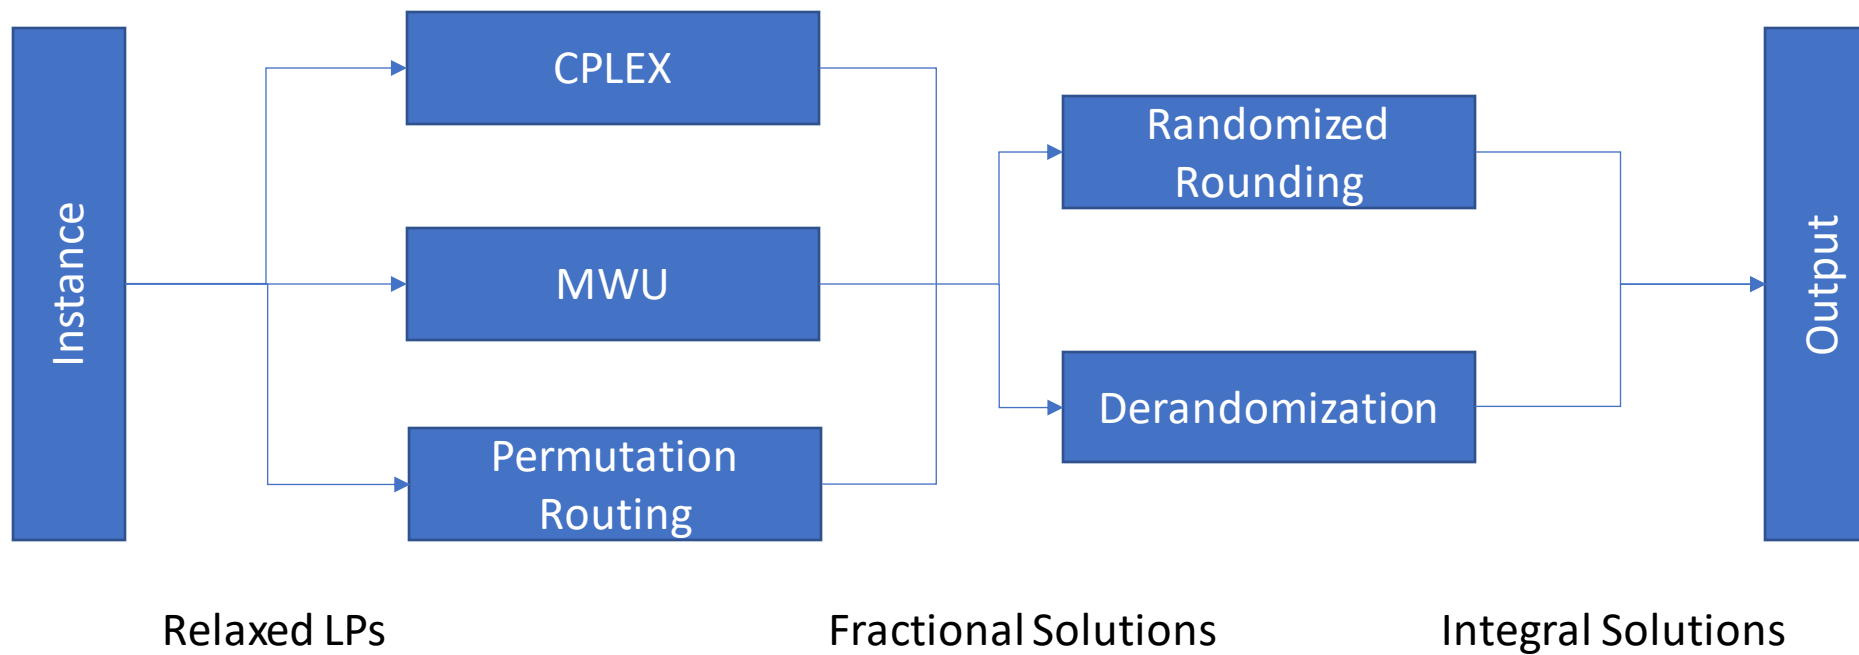 Instance
CPLEX
MWU
Permutation
Routing
Randomized
Rounding
Derandomization
Output
Relaxed LPs
Fractional Solutions
Integral Solutions